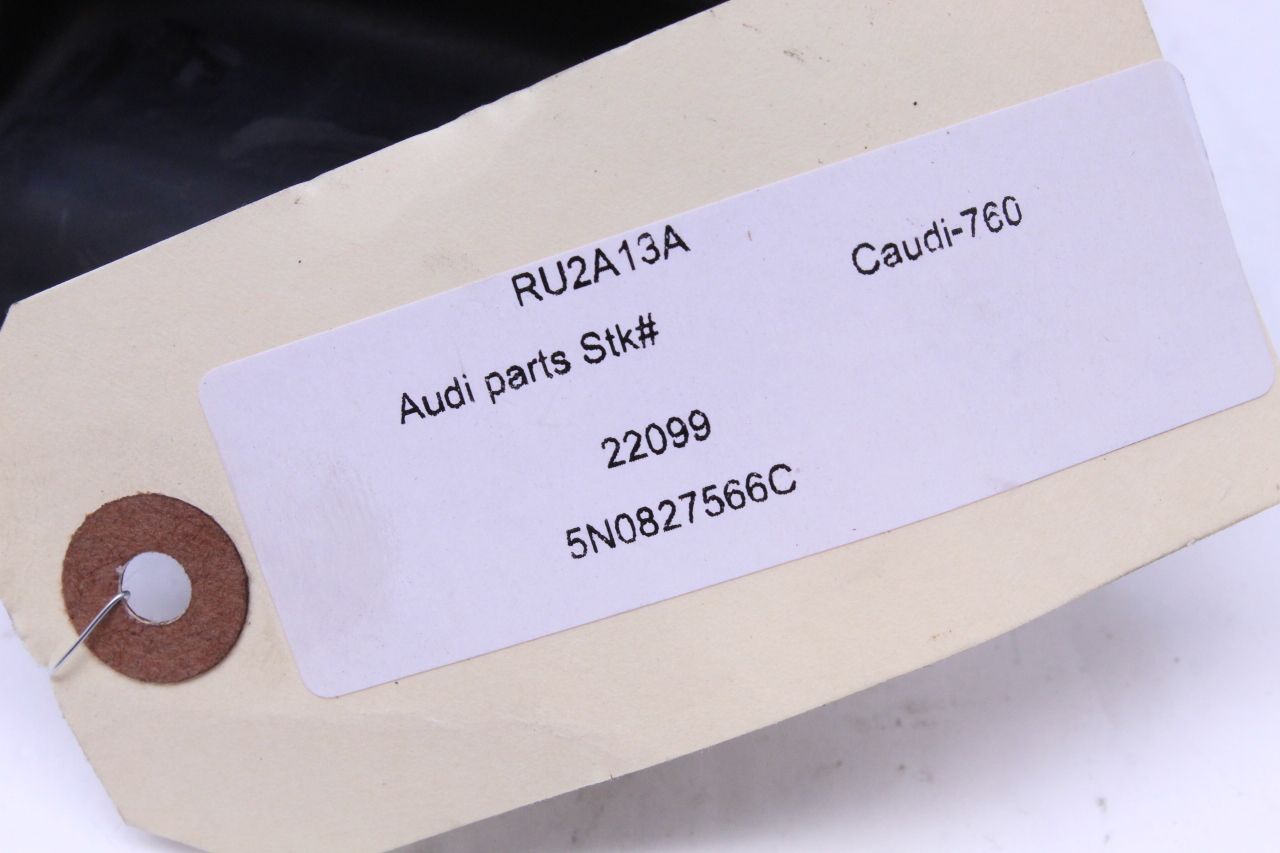 RU2A13A
Caudi-760
Audi parts Stk#
22099
5N0827566C